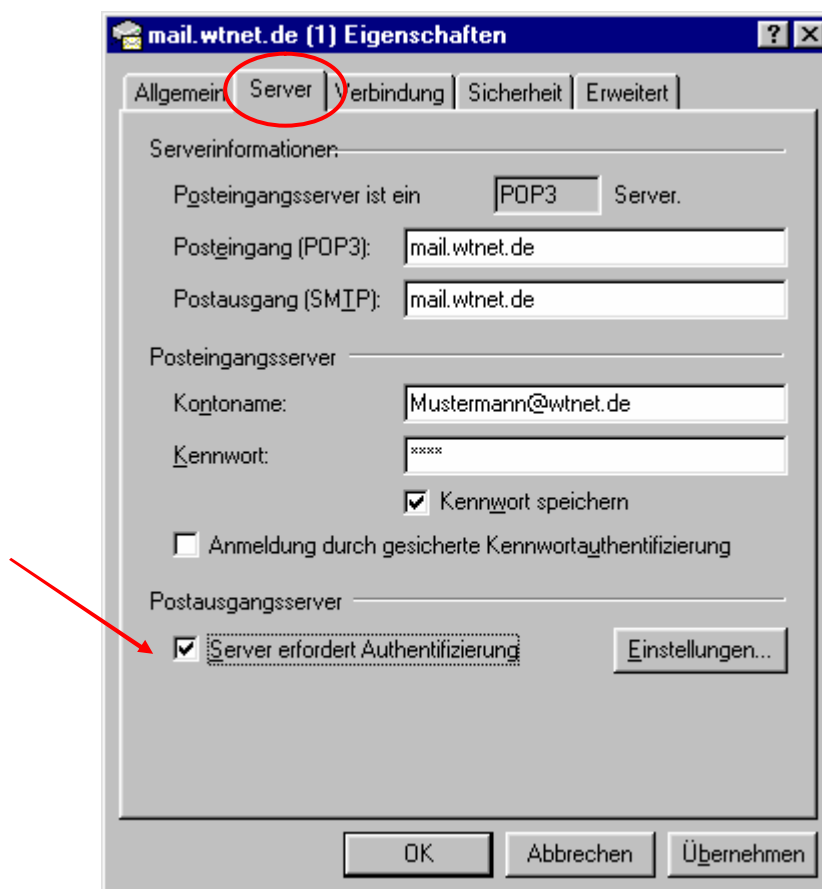 mail.wtnet.de (1) Eigenschaften
Allgemein Server Verbindung Sicherheit Erweitert
Serverinformationen
Posteingangsserver ist ein POP3 Server.
Posteingang (POP3): mail.wtnet.de
Postausgang (SMTP): mail.wtnet.de
Posteingangsserver
Kontoname: Mustermann@wtnet.de
Kennwort: ****
Kennwort speichern
Anmeldung durch gesicherte Kennwortauthentifizierung
Postausgangsserver
Server erfordert Authentifizierung Einstellungen...
OK Abbrechen Übernehmen